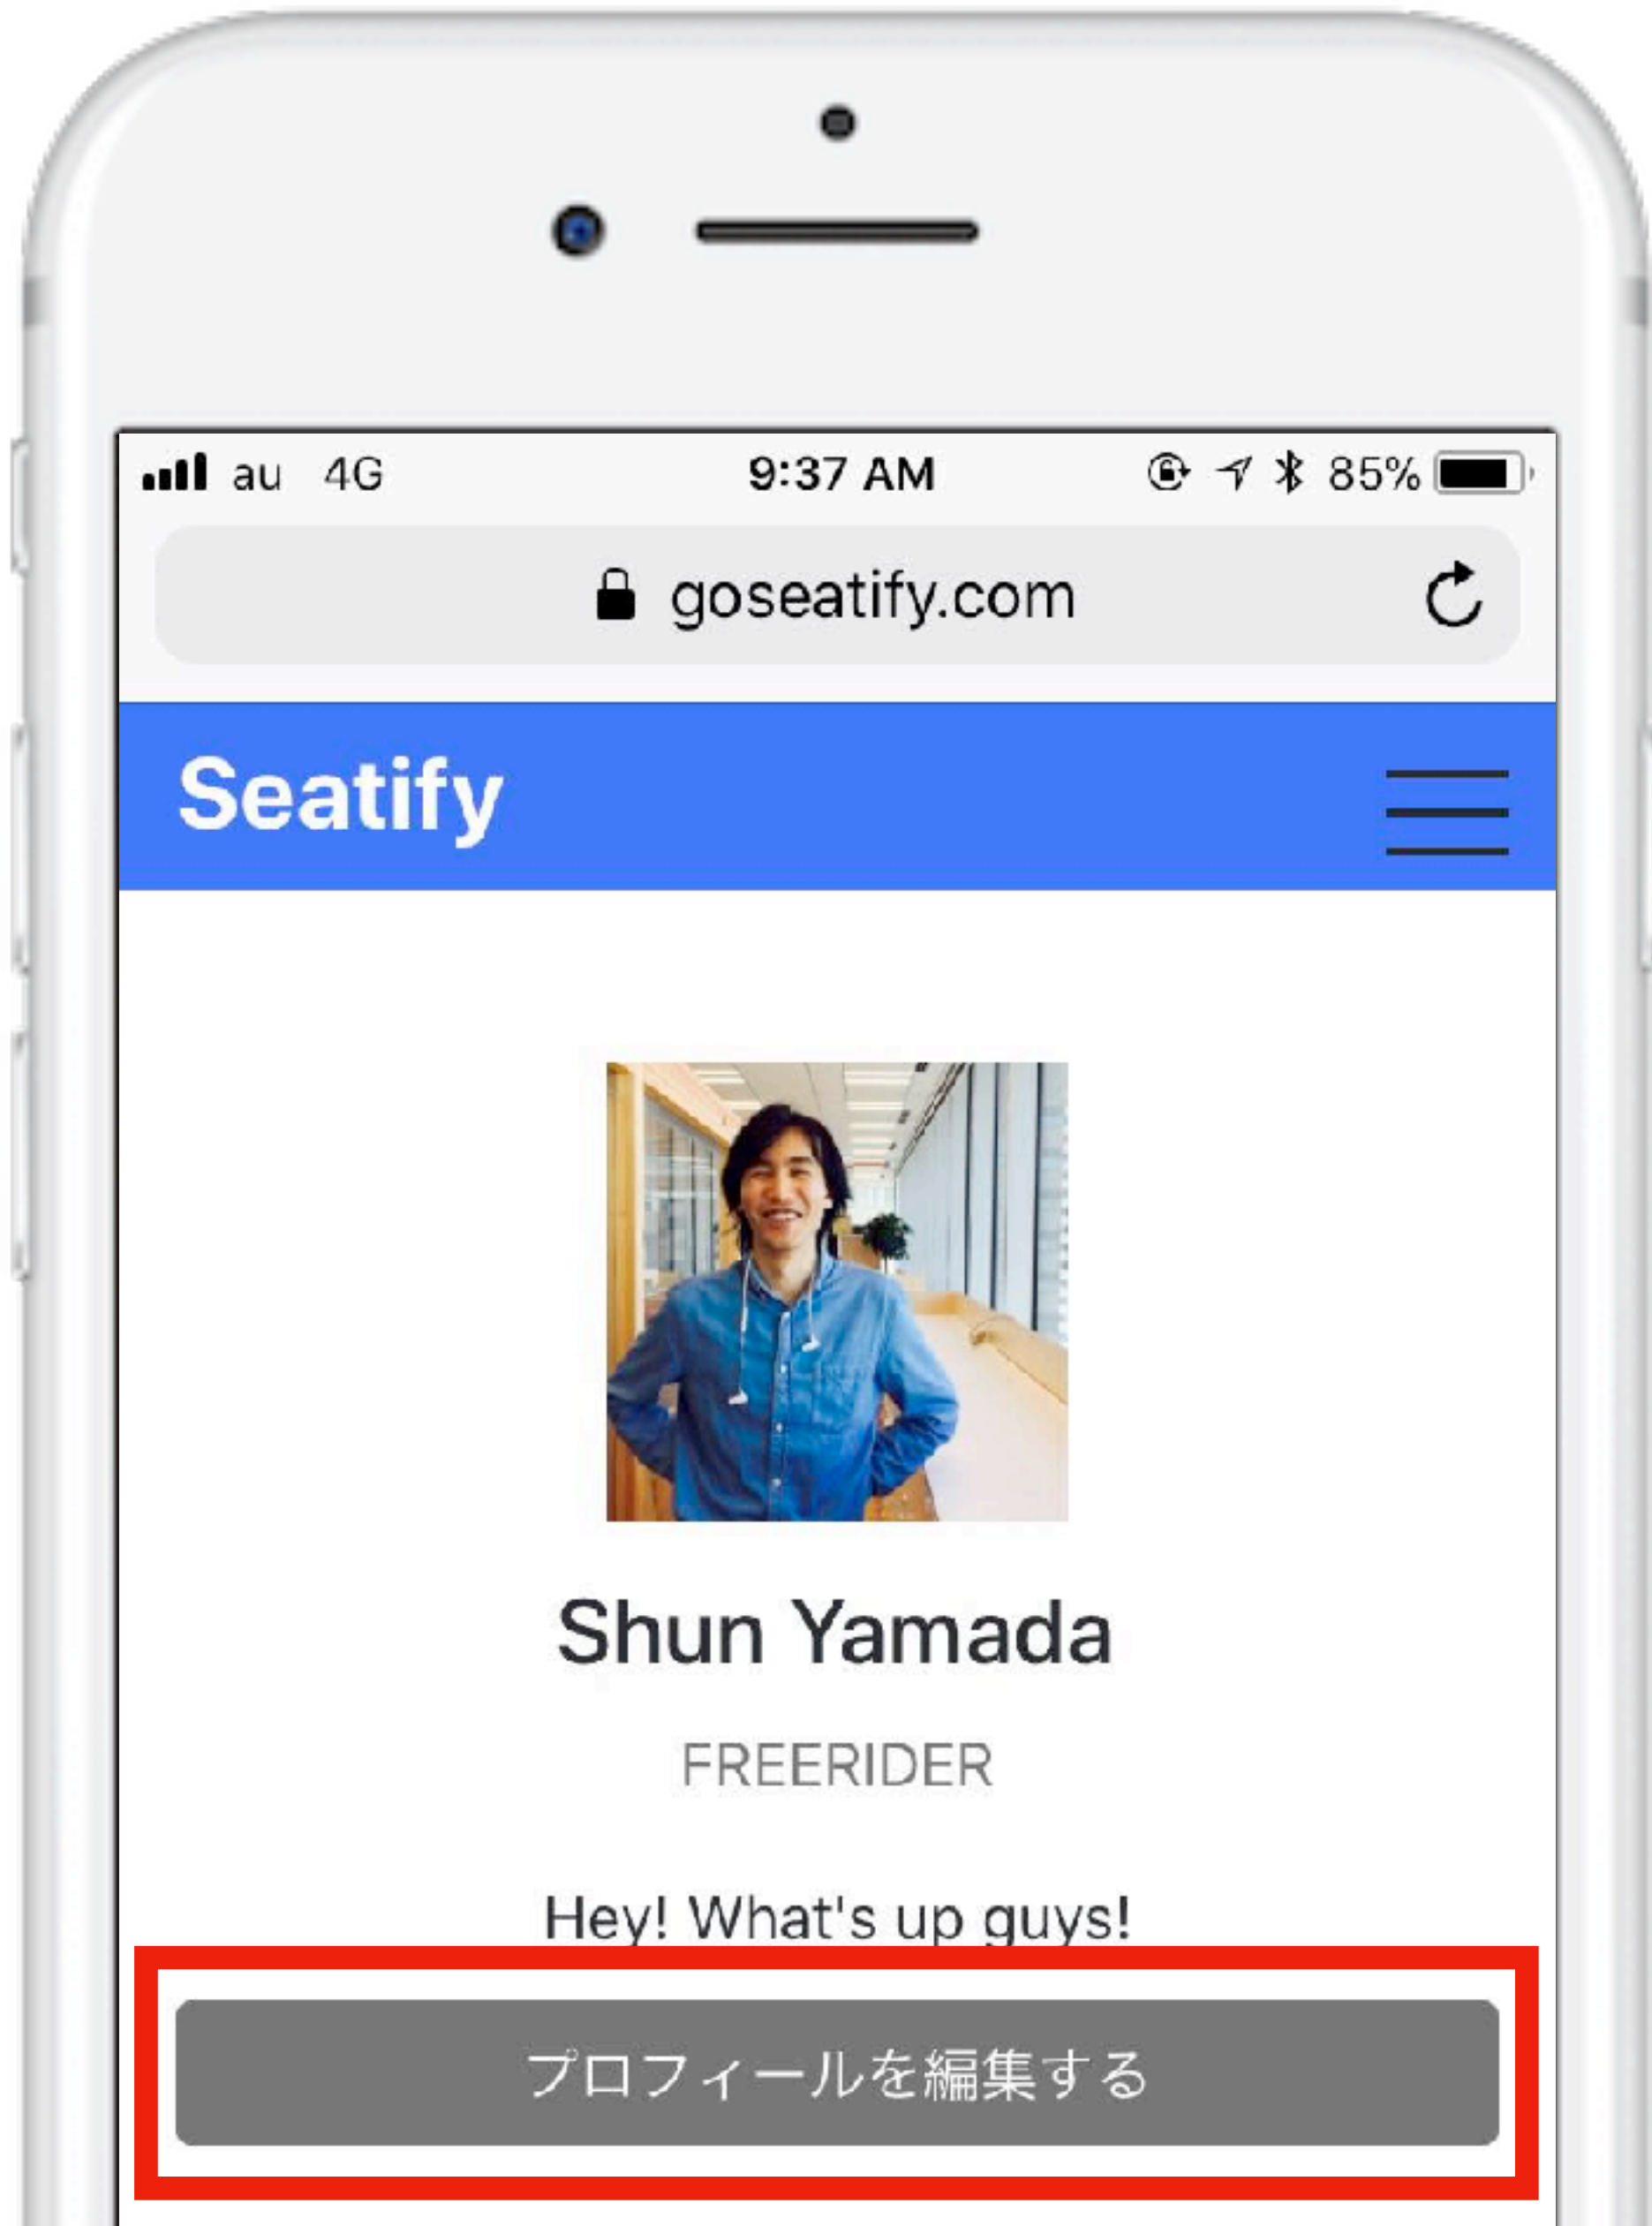 au 4G 9:37 AM 85%
goseatify.com
Seatify
Shun Yamada
FREERIDER
Hey! What's up guys!
プロフィールを編集する